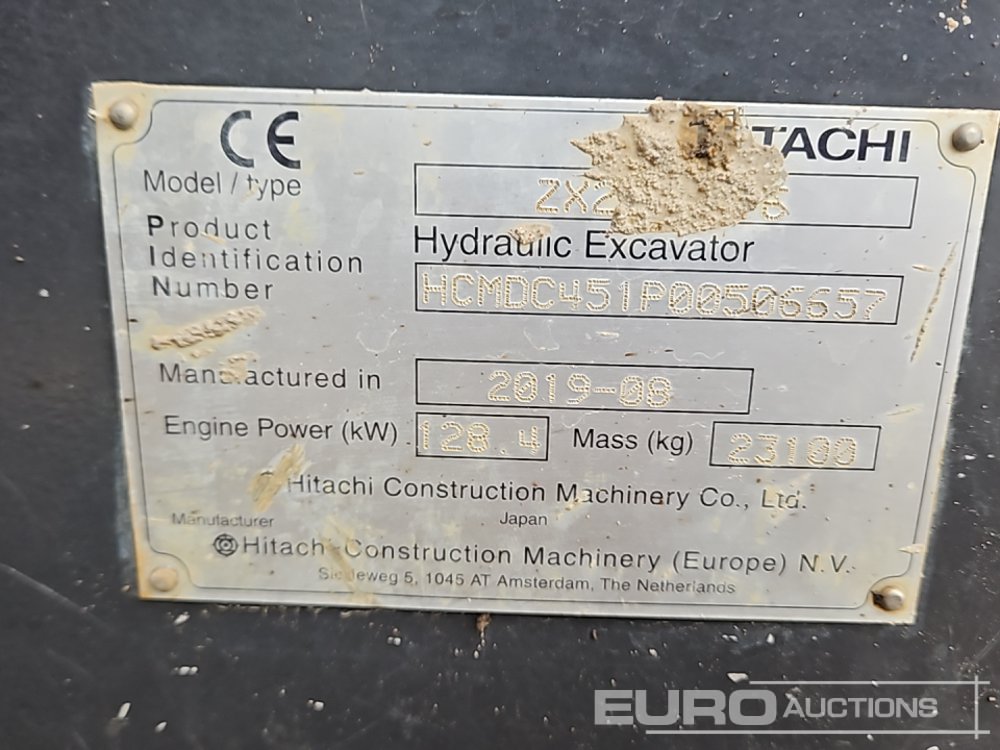 CE
Model / type
Product Identification Number
Hydraulic Excavator
HCMDC451P00506657
Manufactured in 2019-08
Engine Power (kW) 128.4 Mass (kg) 23100
Hitachi Construction Machinery Co., Ltd.
Japan
Manufacturer
Hitachi Construction Machinery (Europe) N.V.
Siciliëweg 5, 1045 AT Amsterdam, The Netherlands
EURO AUCTIONS